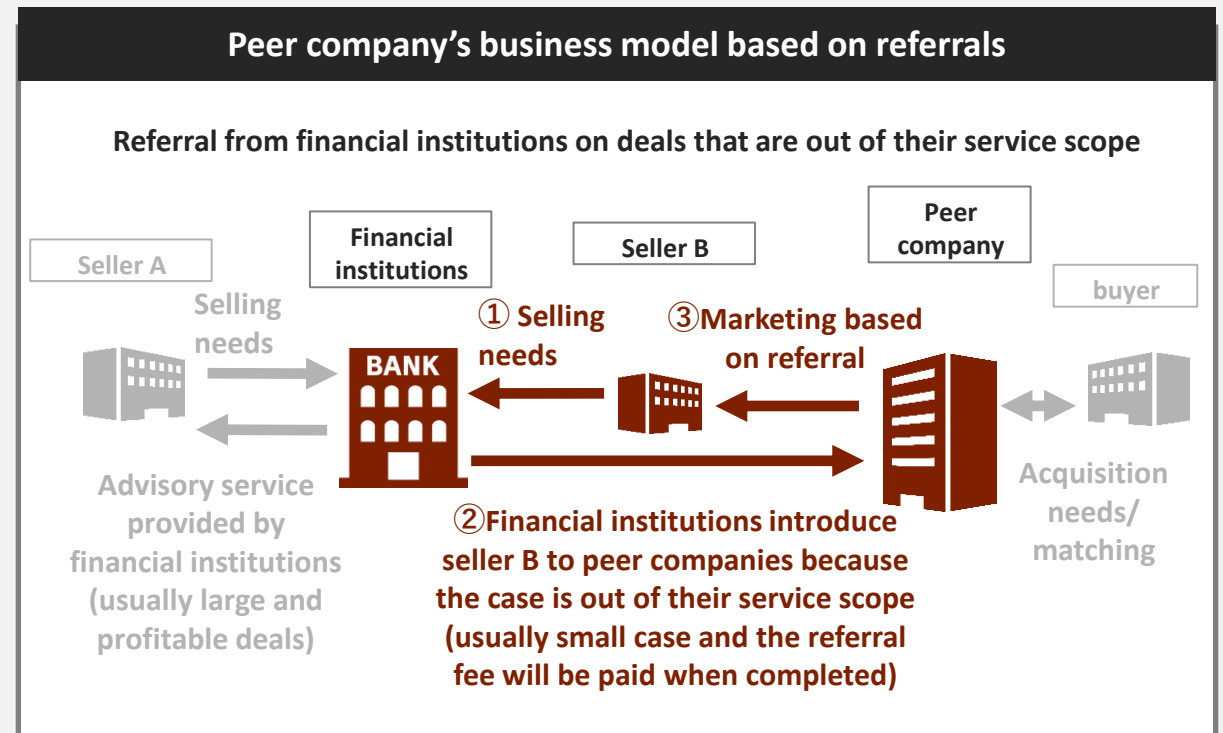 Peer company's business model based on referrals
Referral from financial institutions on deals that are out of their service scope
Seller A
Financial
institutions
Seller B
Peer
company
buyer
Selling
needs
① Selling
needs
③Marketing based
on referral
BANK
Advisory service
provided by
financial institutions
(usually large and
profitable deals)
②Financial institutions introduce
seller B to peer companies because
the case is out of their service scope
(usually small case and the referral
fee will be paid when completed)
Acquisition
needs/
matching